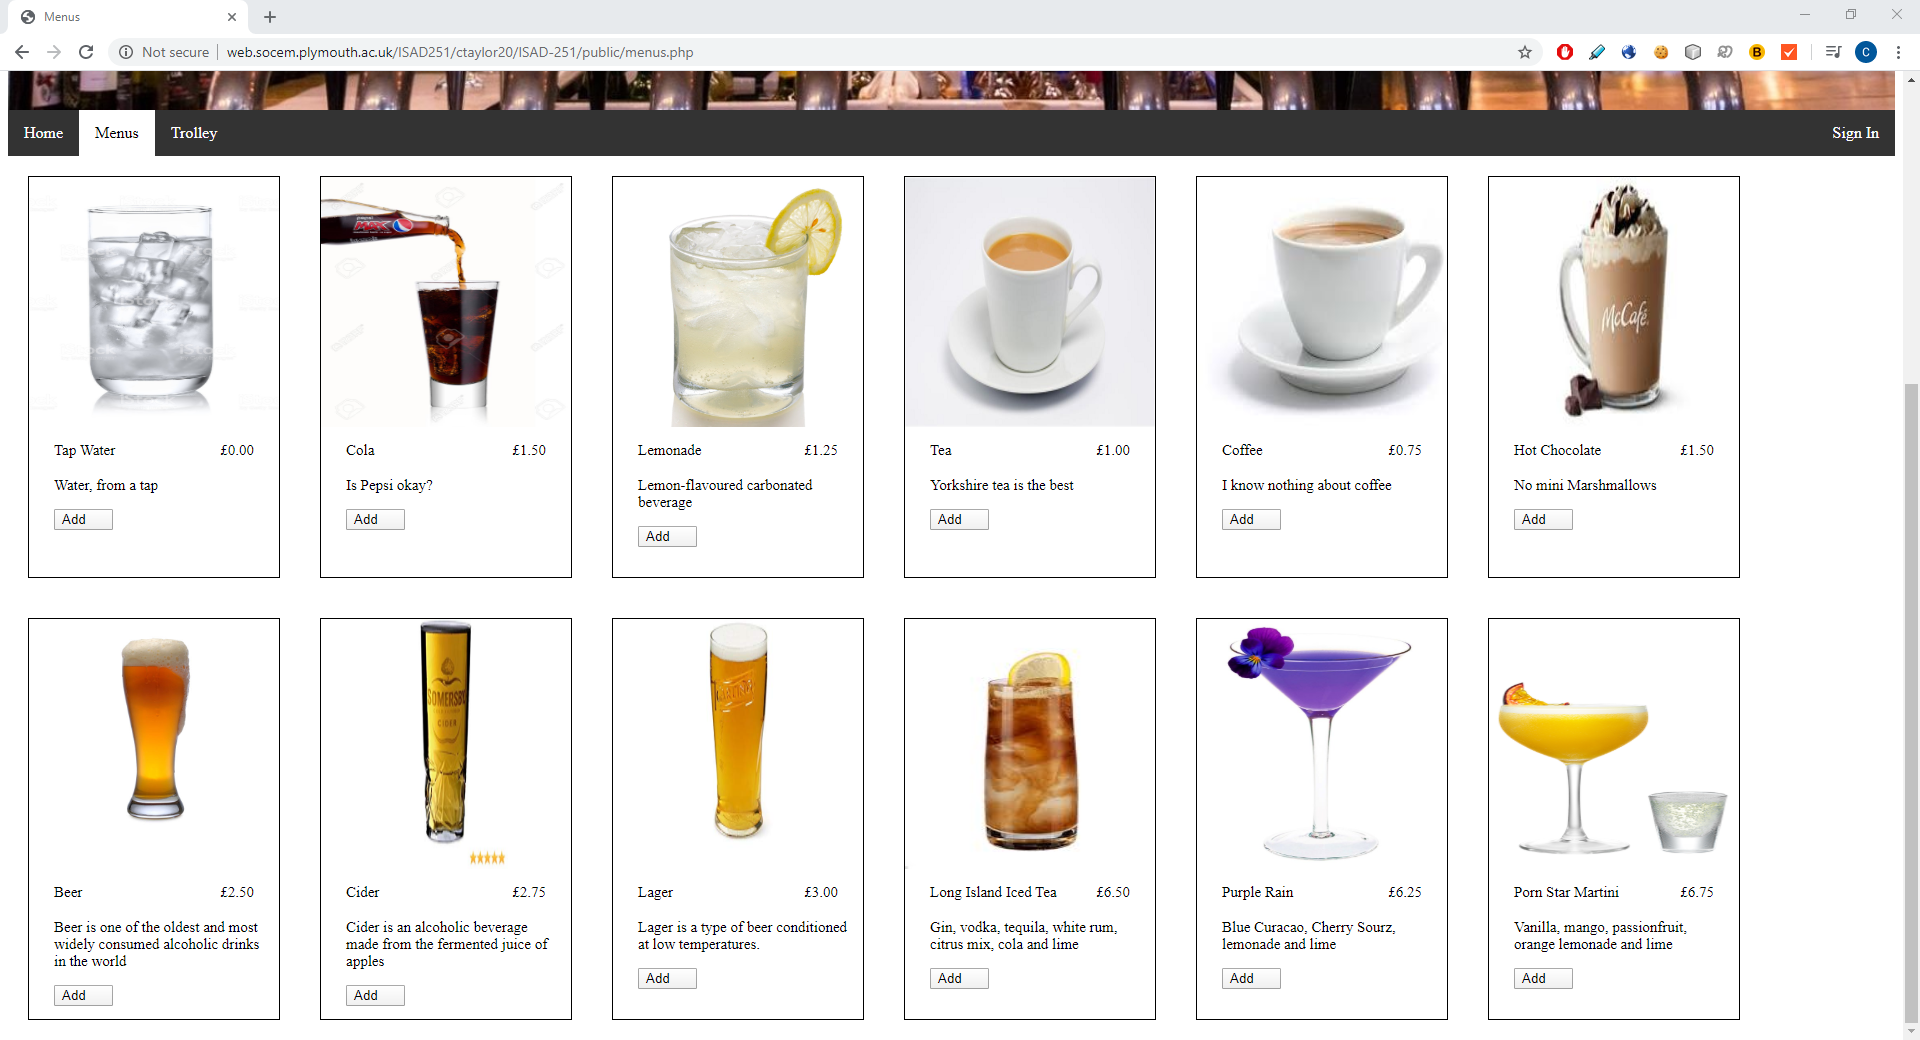 Menus
Not secure
web.socem.plymouth.ac.uk/ISAD251/ctaylor20/ISAD-251/public/menus.php
C
Home
Menus
Trolley
Sign In
iStock
pepsi
MAX
McCafé
Tap Water £0.00
Water, from a tap
Add
Cola £1.50
Is Pepsi okay?
Add
Lemonade £1.25
Lemon-flavoured carbonated
beverage
Add
Tea £1.00
Yorkshire tea is the best
Add
Coffee £0.75
I know nothing about coffee
Add
Hot Chocolate £1.50
No mini Marshmallows
Add
SOMERSBY
CIDER
Beer £2.50
Beer is one of the oldest and most
widely consumed alcoholic drinks
in the world
Add
Cider £2.75
Cider is an alcoholic beverage
made from the fermented juice of
apples
Add
Lager £3.00
Lager is a type of beer conditioned
at low temperatures.
Add
Long Island Iced Tea £6.50
Gin, vodka, tequila, white rum,
citrus mix, cola and lime
Add
Purple Rain £6.25
Blue Curacao, Cherry Sourz,
lemonade and lime
Add
Porn Star Martini £6.75
Vanilla, mango, passionfruit,
orange lemonade and lime
Add